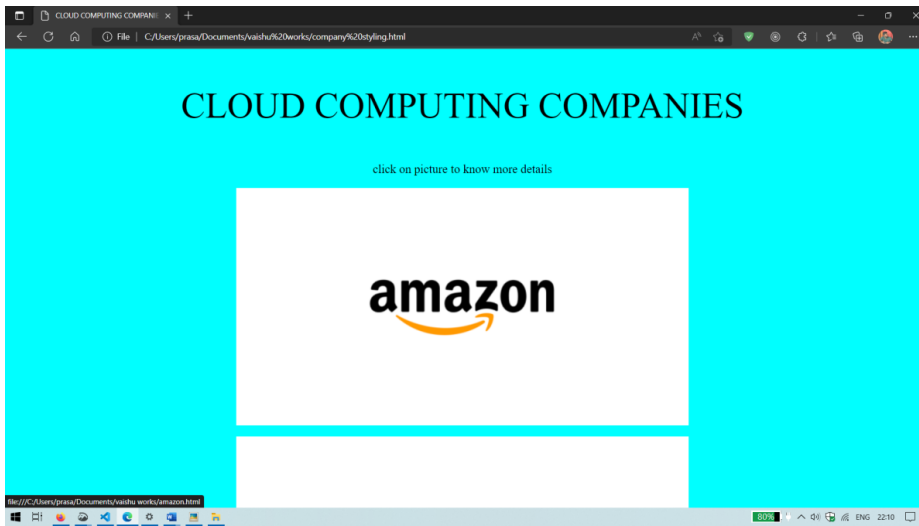 CLOUD COMPUTING COMPANIE
File | C:/Users/prasa/Documents/vaishu%20works/company%20styling.html
CLOUD COMPUTING COMPANIES
click on picture to know more details
amazon
file:///C:/Users/prasa/Documents/vaishu works/amazon.html
80%
ENG
22:10